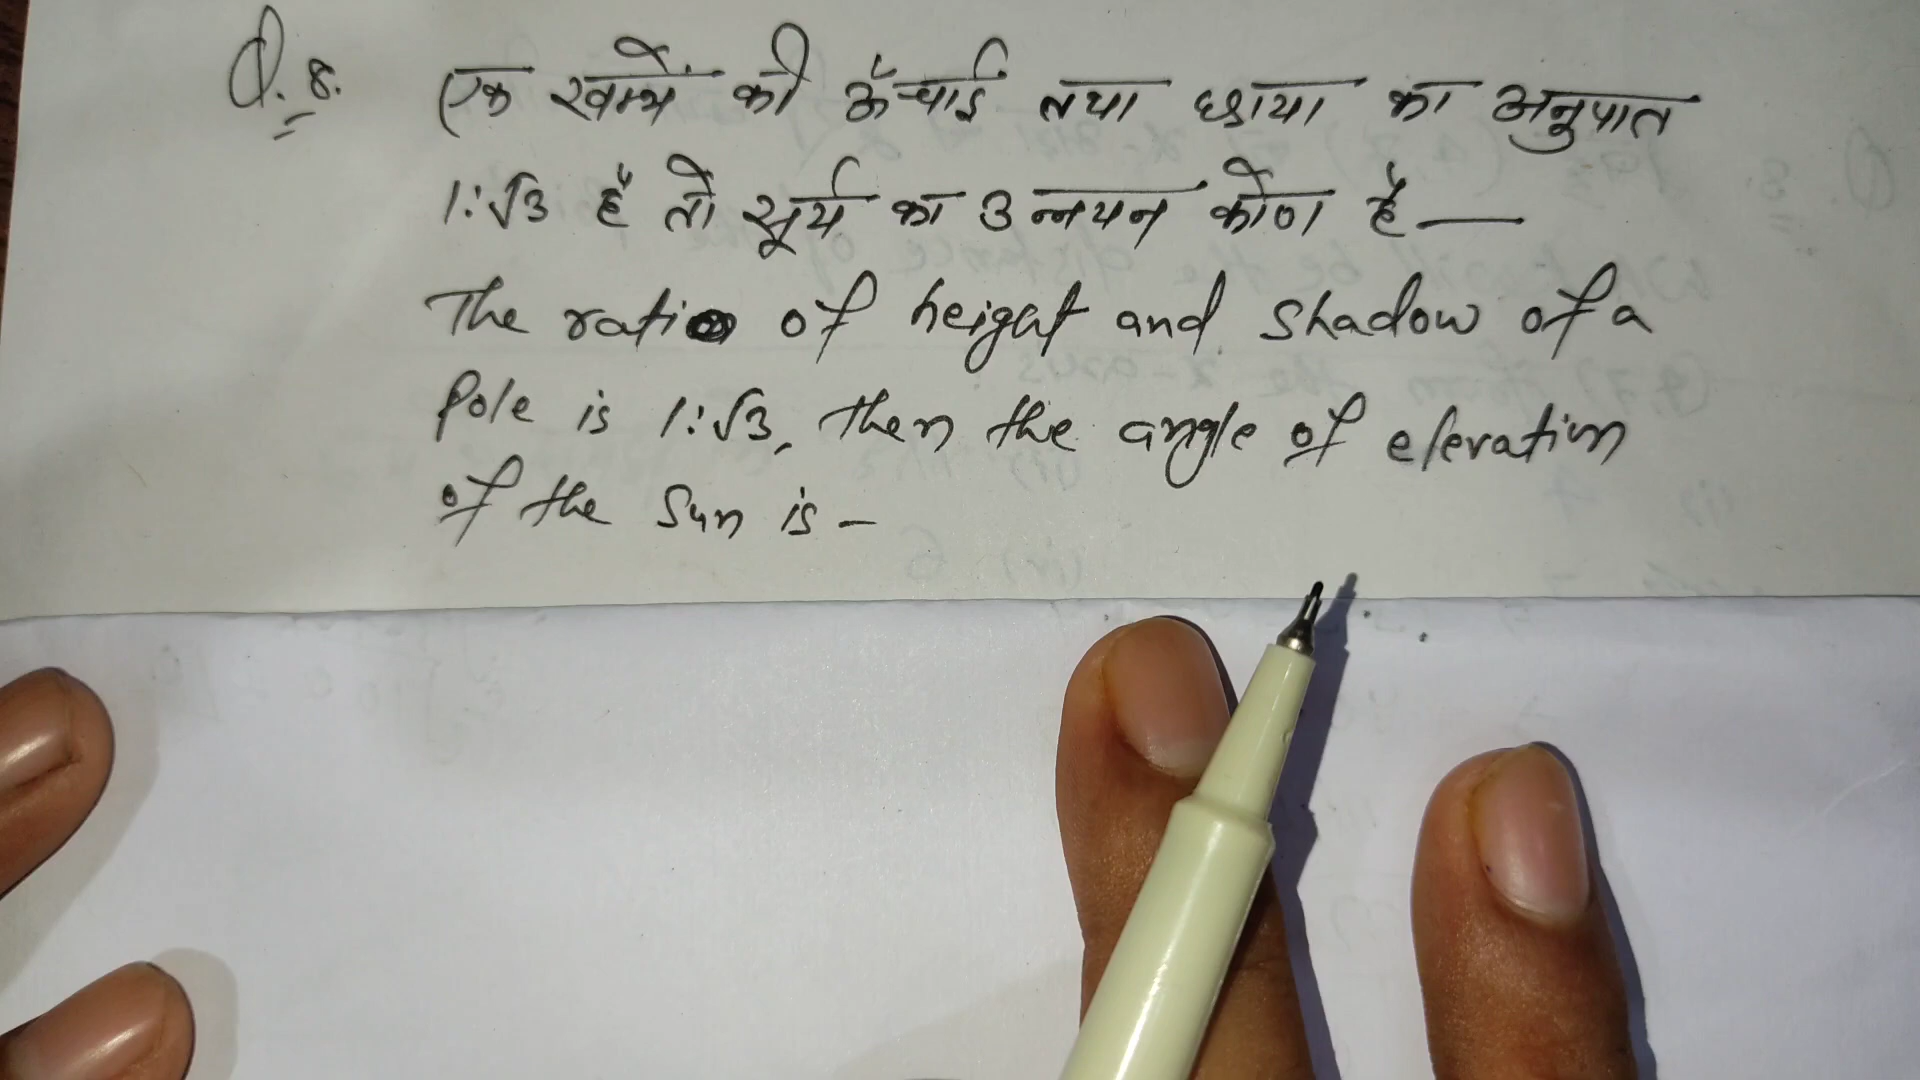 Q.8. एक खम्भे की ऊँचाई तथा छाया का अनुपात
1:√3 है तो सूर्य का उन्नयन कोण है —
The ratio of height and shadow of a
Pole is 1:√3, then the angle of elevation
of the Sun is –